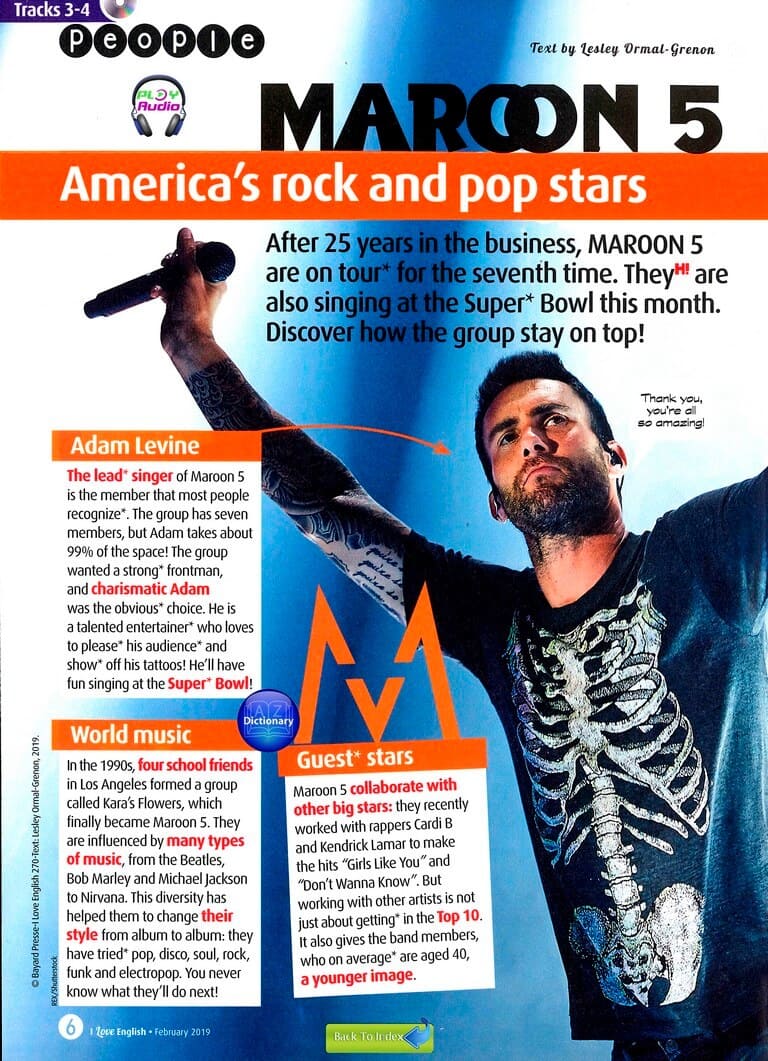 Tracks 3-4
People
Text by Lesley Ormal-Grenon
PLAY
Audio
MAROON 5
America's rock and pop stars
After 25 years in the business, MAROON 5
are on tour* for the seventh time. They H! are
also singing at the Super* Bowl this month.
Discover how the group stay on top!
Thank you,
you're all
so amazing!
Adam Levine
The lead* singer of Maroon 5
is the member that most people
recognize*. The group has seven
members, but Adam takes about
99% of the space! The group
wanted a strong* frontman,
and charismatic Adam
was the obvious* choice. He is
a talented entertainer* who loves
to please* his audience* and
show* off his tattoos! He'll have
fun singing at the Super* Bowl!
A Z
Dictionary
World music
In the 1990s, four school friends
in Los Angeles formed a group
called Kara's Flowers, which
finally became Maroon 5. They
are influenced by many types
of music, from the Beatles,
Bob Marley and Michael Jackson
to Nirvana. This diversity has
helped them to change their
style from album to album: they
have tried* pop, disco, soul, rock,
funk and electropop. You never
know what they'll do next!
Guest* stars
Maroon 5 collaborate with
other big stars: they recently
worked with rappers Cardi B
and Kendrick Lamar to make
the hits "Girls Like You" and
"Don't Wanna Know". But
working with other artists is not
just about getting* in the Top 10.
It also gives the band members,
who on average* are aged 40,
a younger image.
© Bayard Presse-I Love English 270-Text: Lesley Ormal-Grenon, 2019.
REX/Shutterstock
6 I Love English • February 2019
Back To Index